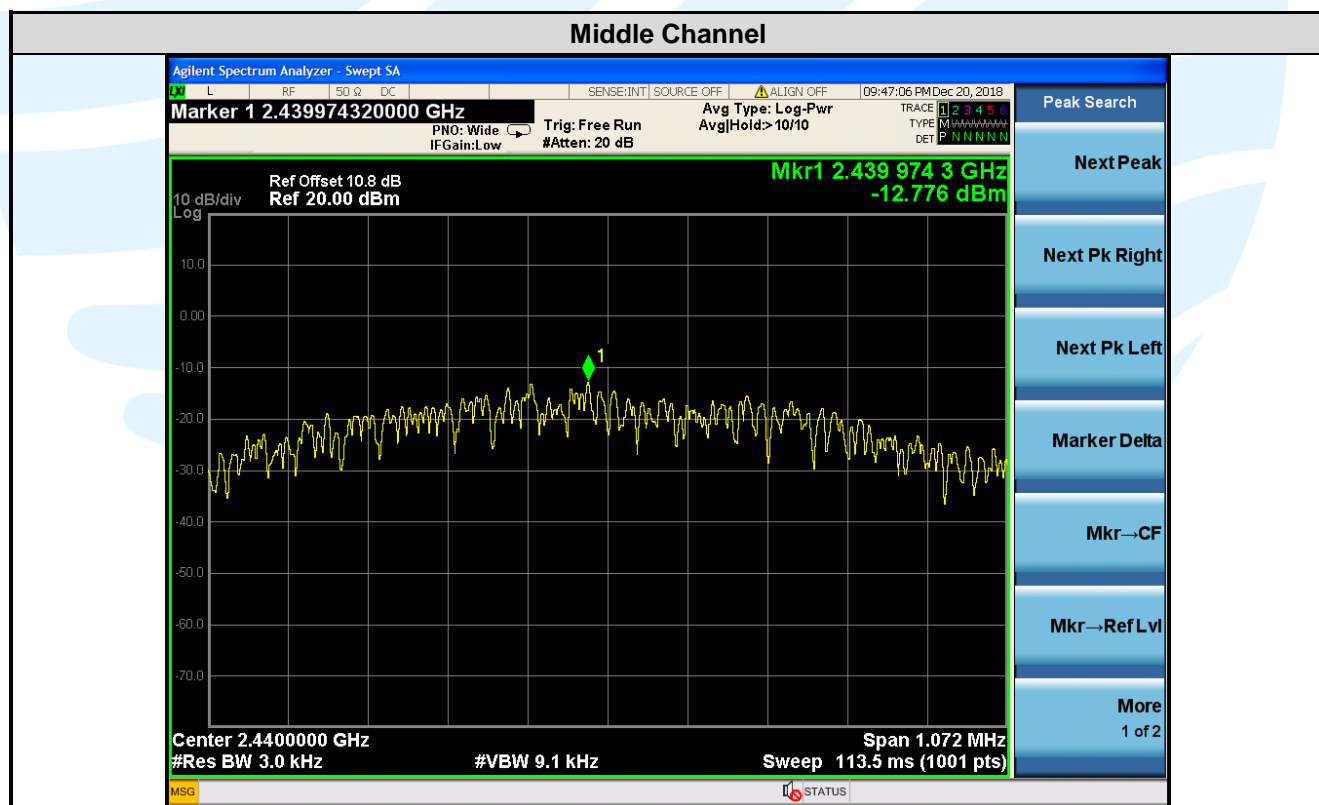 Middle Channel
Agilent Spectrum Analyzer - Swept SA
LXI L RF 50 Ω DC SENSE:INT SOURCE OFF ALIGN OFF 09:47:06 PM Dec 20, 2018
Marker 1 2.439974320000 GHz
PNO: Wide
IFGain:Low
Trig: Free Run
#Atten: 20 dB
Avg Type: Log-Pwr
Avg|Hold:>10/10
TRACE 1 2 3 4 5 6
TYPE M WWWWW
DET P N N N N N
Mkr1 2.439 974 3 GHz
-12.776 dBm
Ref Offset 10.8 dB
10 dB/div Ref 20.00 dBm
Log
10.0
0.00
-10.0
-20.0
-30.0
-40.0
-50.0
-60.0
-70.0
1
Center 2.4400000 GHz
Span 1.072 MHz
#Res BW 3.0 kHz
#VBW 9.1 kHz
Sweep 113.5 ms (1001 pts)
MSG
STATUS
Peak Search
Next Peak
Next Pk Right
Next Pk Left
Marker Delta
Mkr→CF
Mkr→Ref Lvl
More
1 of 2